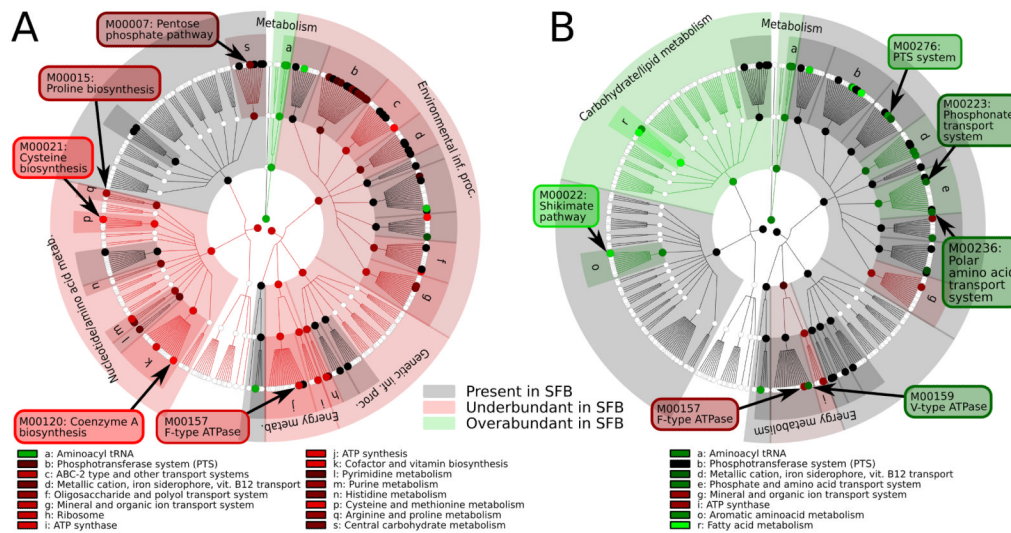 A
B
M00007: Pentose
phosphate pathway
M00015:
Proline biosynthesis
M00021:
Cysteine
biosynthesis
M00120: Coenzyme A
biosynthesis
M00157
F-type ATPase
Metabolism
Environmental inf. proc.
Genetic inf. proc.
Energy metab.
Nucleotide/amino acid metab.
s
a
b
c
d
f
g
h
i
j
k
l
m
n
p
q
Present in SFB
Underbundant in SFB
Overabundant in SFB
a: Aminoacyl tRNA
b: Phosphotransferase system (PTS)
c: ABC-2 type and other transport systems
d: Metallic cation, iron siderophore, vit. B12 transport
f: Oligosaccharide and polyol transport system
g: Mineral and organic ion transport system
h: Ribosome
i: ATP synthase
j: ATP synthesis
k: Cofactor and vitamin biosynthesis
l: Pyrimidine metabolism
m: Purine metabolism
n: Histidine metabolism
p: Cysteine and methionine metabolism
q: Arginine and proline metabolism
s: Central carbohydrate metabolism
Metabolism
Carbohydrate/lipid metabolism
Energy metabolism
M00276:
PTS system
M00223:
Phosphonate
transport
system
M00236:
Polar
amino acid
transport
system
M00022:
Shikimate
pathway
M00157
F-type ATPase
M00159
V-type ATPase
a
b
d
e
g
i
o
r
a: Aminoacyl tRNA
b: Phosphotransferase system (PTS)
d: Metallic cation, iron siderophore, vit. B12 transport
e: Phosphate and amino acid transport system
g: Mineral and organic ion transport system
i: ATP synthase
o: Aromatic aminoacid metabolism
r: Fatty acid metabolism